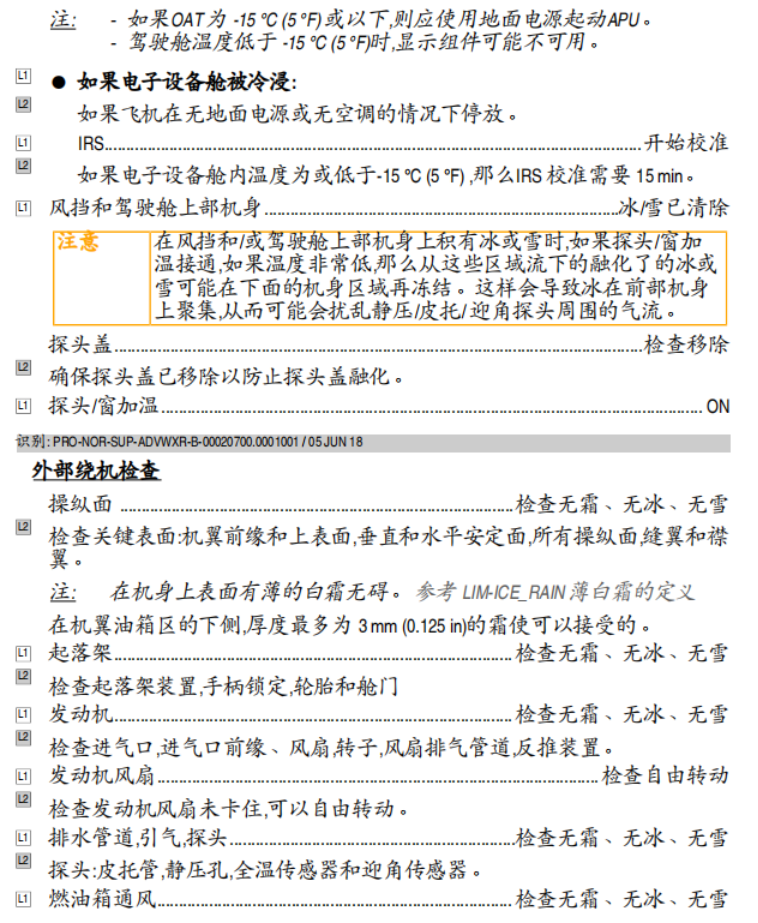 注: - 如果OAT为 -15 °C (5 °F)或以下,则应使用地面电源起动APU。
- 驾驶舱温度低于 -15 °C (5 °F)时,显示组件可能不可用。
L1 ● 如果电子设备舱被冷浸:
L2 如果飞机在无地面电源或无空调的情况下停放。
L1 IRS........................................开始校准
L2 如果电子设备舱内温度为或低于-15 °C (5 °F) ,那么IRS 校准需要 15 min。
L1 风挡和驾驶舱上部机身........................................冰/雪已清除
注意 在风挡和/或驾驶舱上部机身上积有冰或雪时,如果探头/窗加
温接通,如果温度非常低,那么从这些区域流下的融化了的冰或
雪可能在下面的机身区域再冻结。这样会导致冰在前部机身
上聚集,从而可能会扰乱静压/皮托/ 迎角探头周围的气流。
探头盖........................................检查移除
L2 确保探头盖已移除以防止探头盖融化。
L1 探头/窗加温........................................ON
识别: PRO-NOR-SUP-ADVWXR-B-00020700.0001001 / 05 JUN 18
外部绕机检查
操纵面........................................检查无霜、无冰、无雪
L2 检查关键表面:机翼前缘和上表面,垂直和水平安定面,所有操纵面,缝翼和襟
翼。
注: 在机身上表面有薄的白霜无碍。参考 LIM-ICE_RAIN 薄白霜的定义
在机翼油箱区的下侧,厚度最多为 3 mm (0.125 in)的霜使可以接受的。
L1 起落架........................................检查无霜、无冰、无雪
L2 检查起落架装置,手柄锁定,轮胎和舱门
L1 发动机........................................检查无霜、无冰、无雪
L2 检查进气口,进气口前缘、风扇,转子,风扇排气管道,反推装置。
L1 发动机风扇........................................检查自由转动
L2 检查发动机风扇未卡住,可以自由转动。
L1 排水管道,引气,探头........................................检查无霜、无冰、无雪
L2 探头:皮托管,静压孔,全温传感器和迎角传感器。
L1 燃油箱通风........................................检查无霜、无冰、无雪